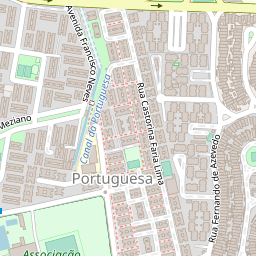 Avenida Francisco Neves
Canal do Portuguesa
Rua Castorina Faria Lima
Meziano
Rua Fernando de Azevedo
Portuguesa
Associação